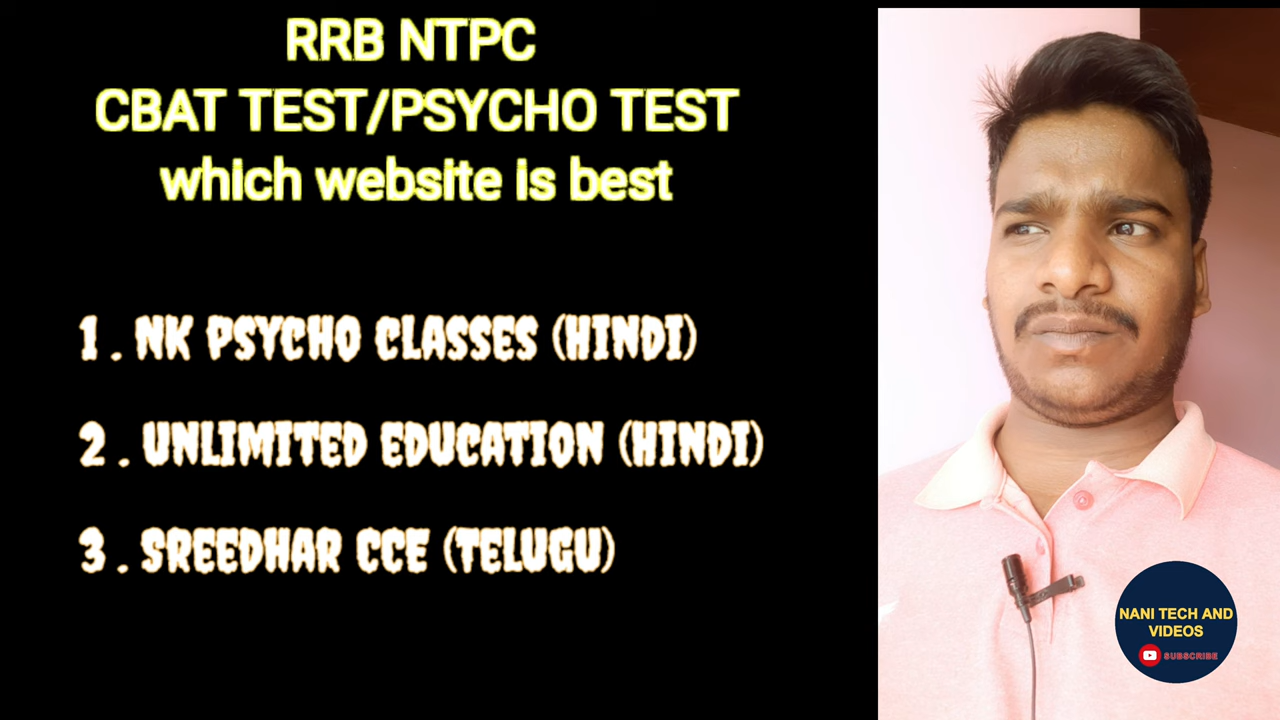 RRB NTPC
CBAT TEST/PSYCHO TEST
which website is best
1 . NK PSYCHO CLASSES (HINDI)
2 . UNLIMITED EDUCATION (HINDI)
3 . SREEDHAR CCE (TELUGU)
NANI TECH AND
VIDEOS
SUBSCRIBE